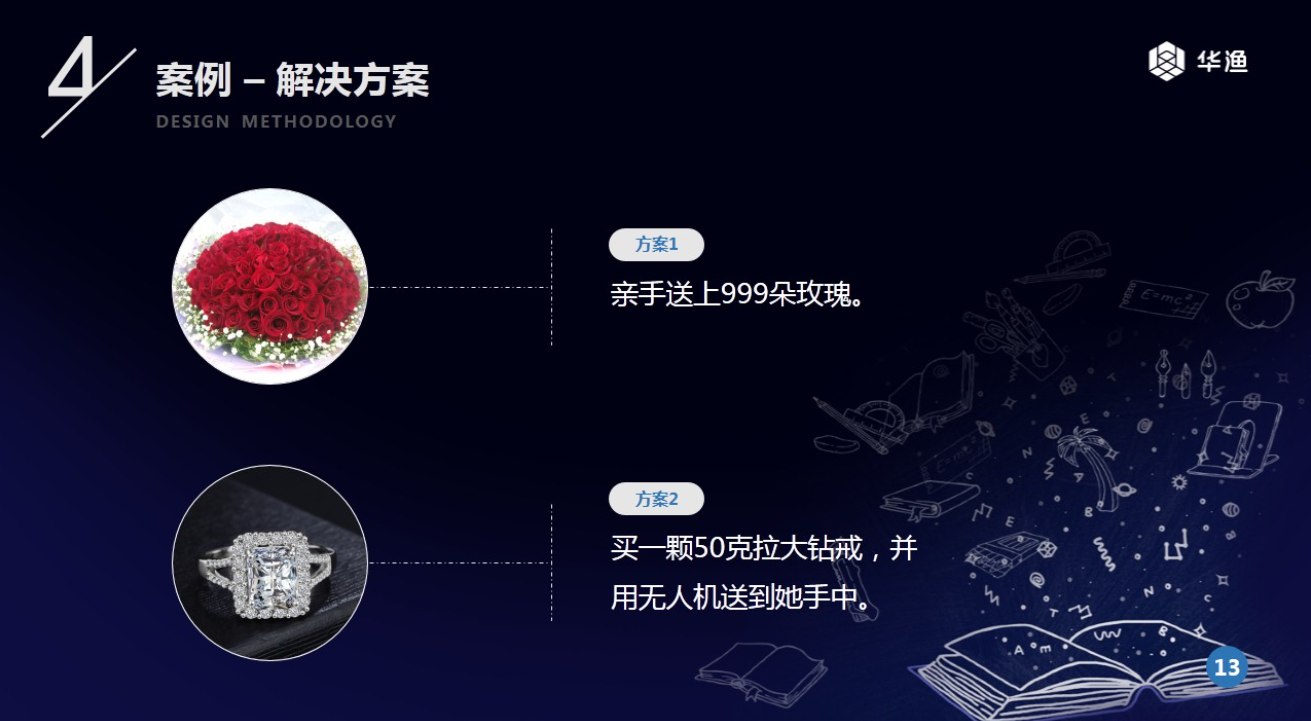 4
案例 – 解决方案
DESIGN METHODOLOGY
华渔
方案1
亲手送上999朵玫瑰。
方案2
买一颗50克拉大钻戒，并
用无人机送到她手中。
E=mc²
13